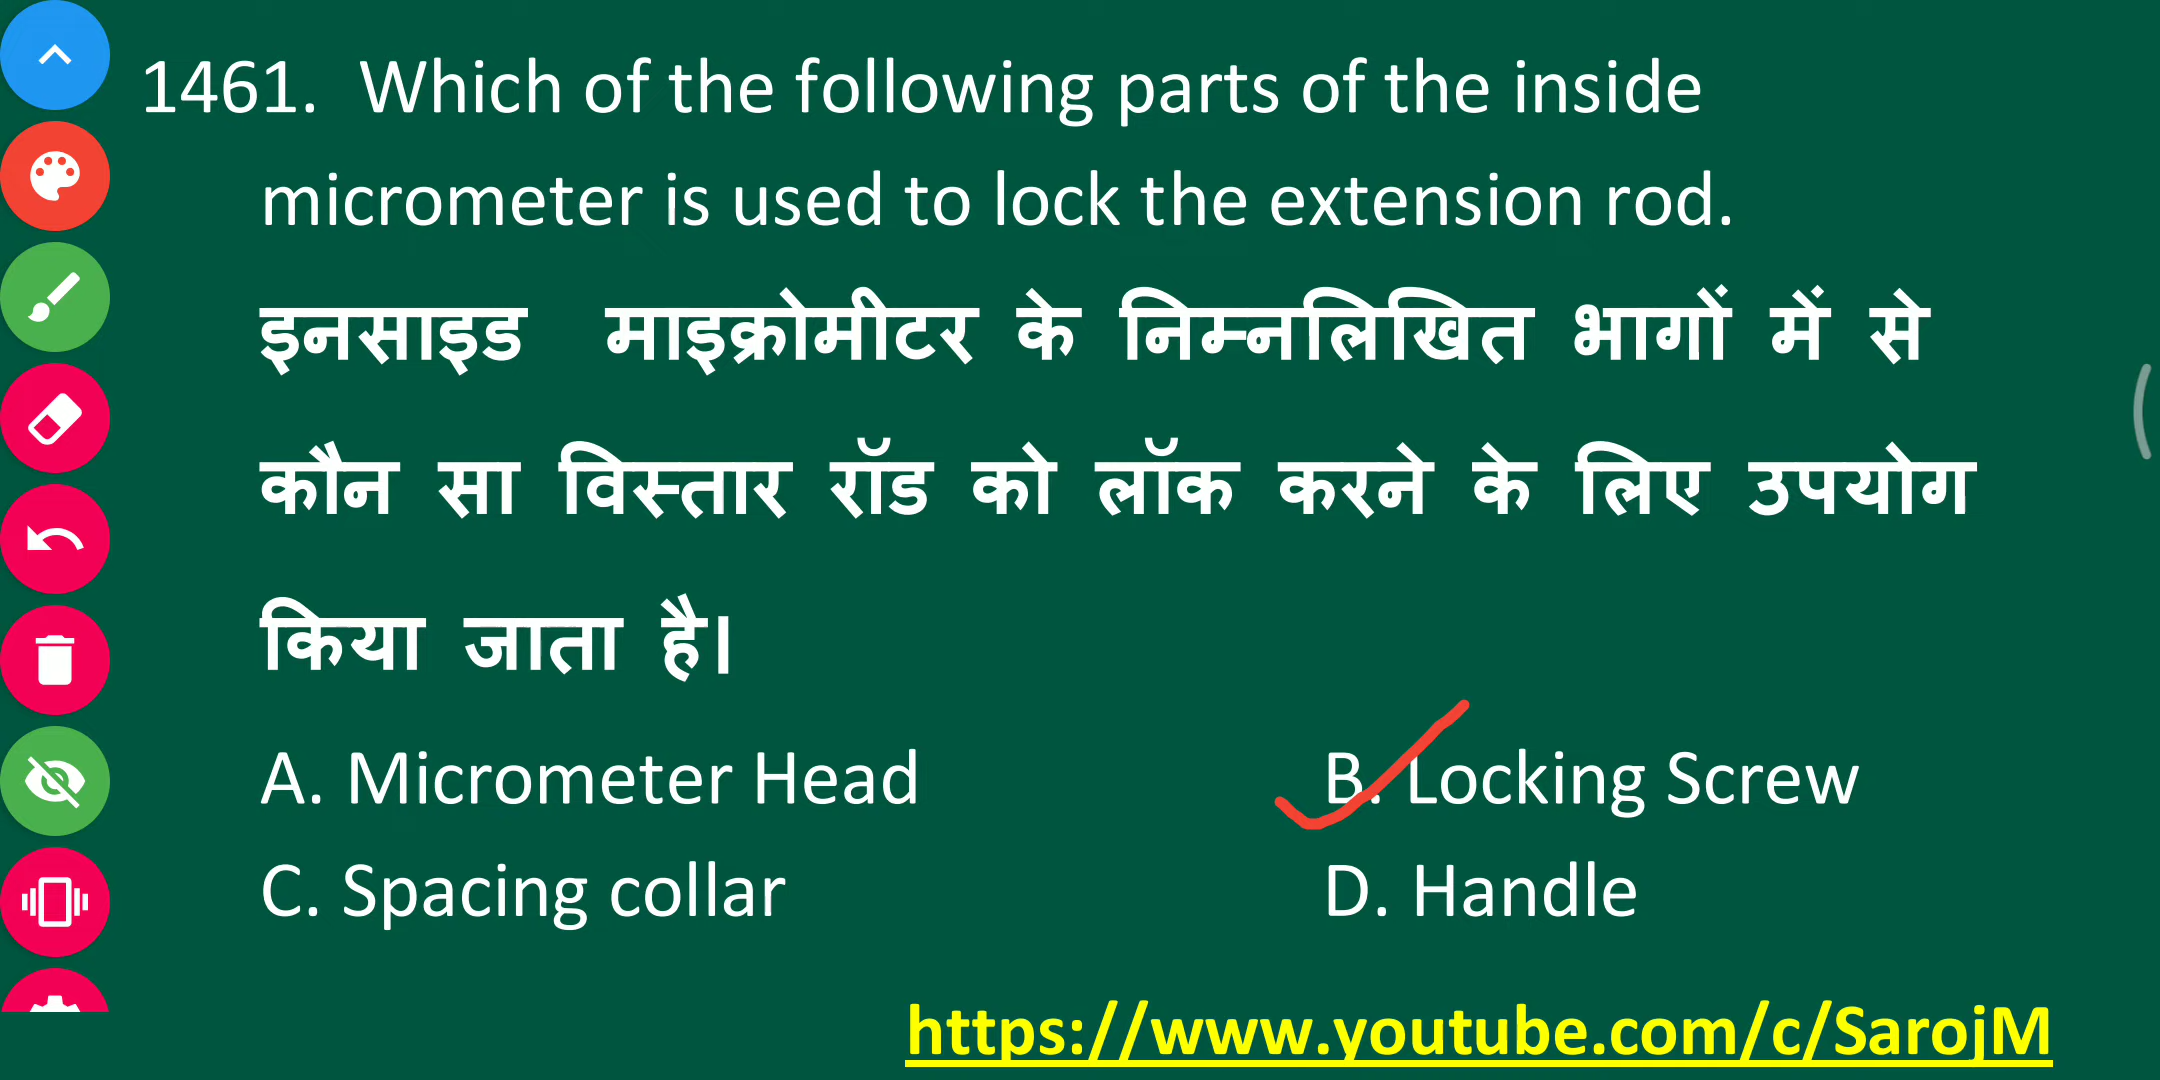 1461. Which of the following parts of the inside
micrometer is used to lock the extension rod.
इनसाइड माइक्रोमीटर के निम्नलिखित भागों में से
कौन सा विस्तार रॉड को लॉक करने के लिए उपयोग
किया जाता है।
A. Micrometer Head B. Locking Screw
C. Spacing collar D. Handle
https://www.youtube.com/c/SarojM